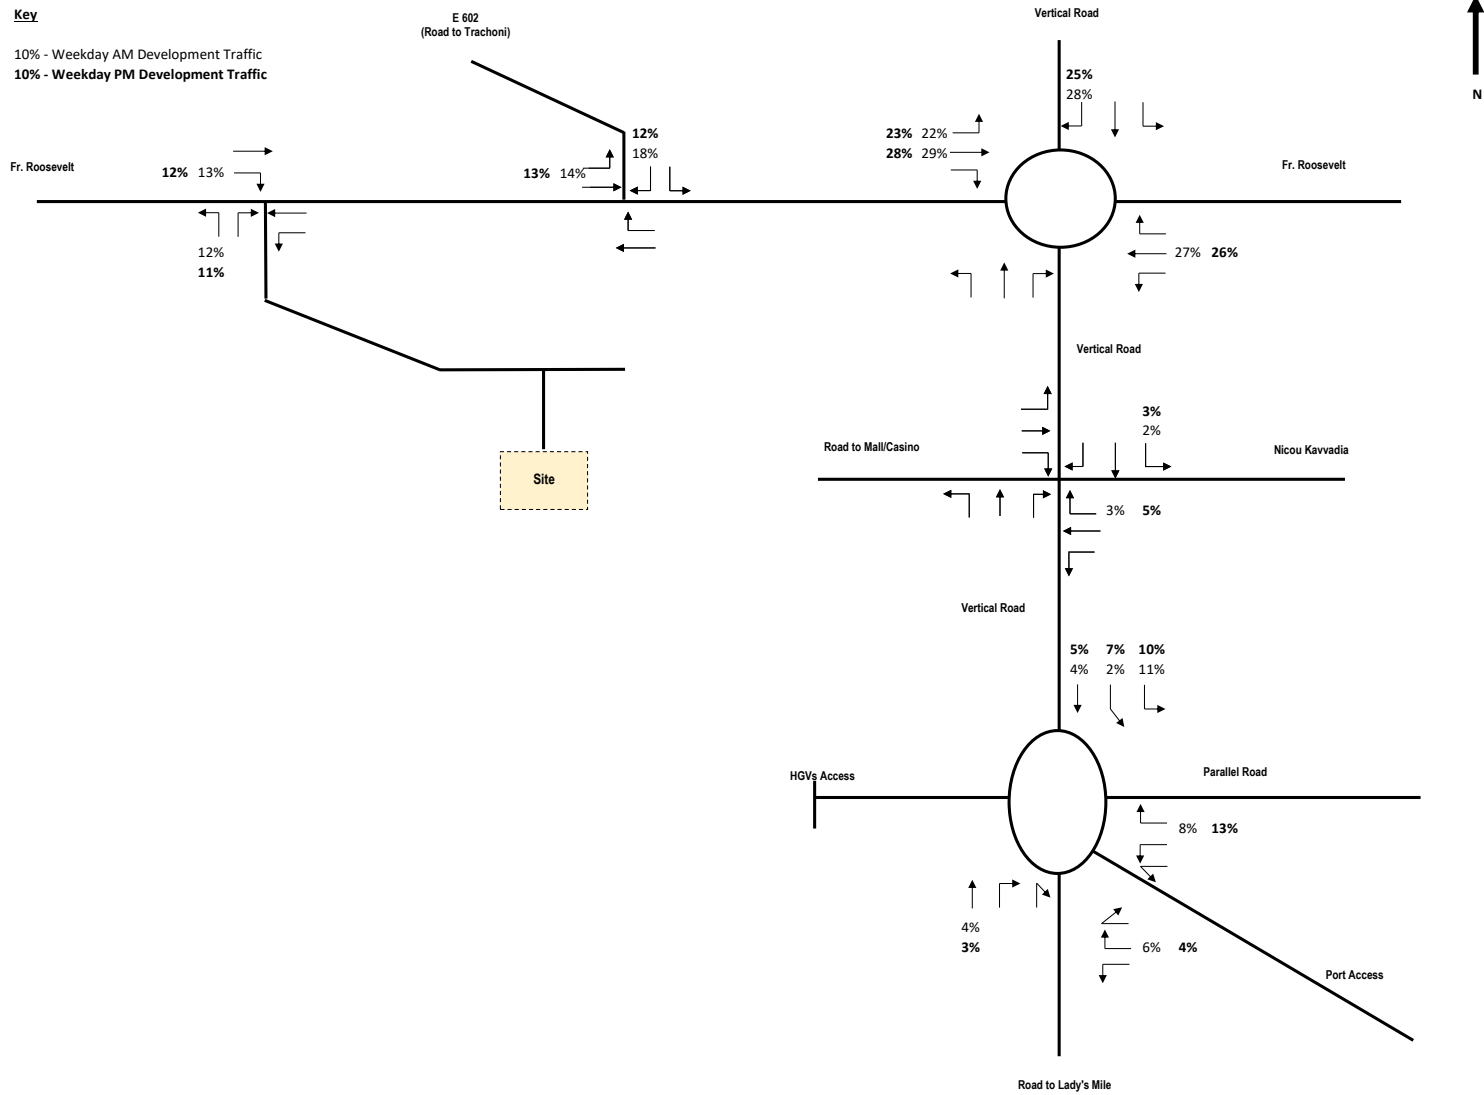 Key
10% - Weekday AM Development Traffic
10% - Weekday PM Development Traffic
E 602
(Road to Trachoni)
Vertical Road
N
25%
28%
23% 22%
28% 29%
12%
18%
Fr. Roosevelt
12% 13%
13% 14%
Fr. Roosevelt
12%
11%
27% 26%
Vertical Road
3%
2%
Road to Mall/Casino
Nicou Kavvadia
Site
3% 5%
Vertical Road
5% 7% 10%
4% 2% 11%
HGVs Access
Parallel Road
8% 13%
4%
3%
6% 4%
Port Access
Road to Lady's Mile